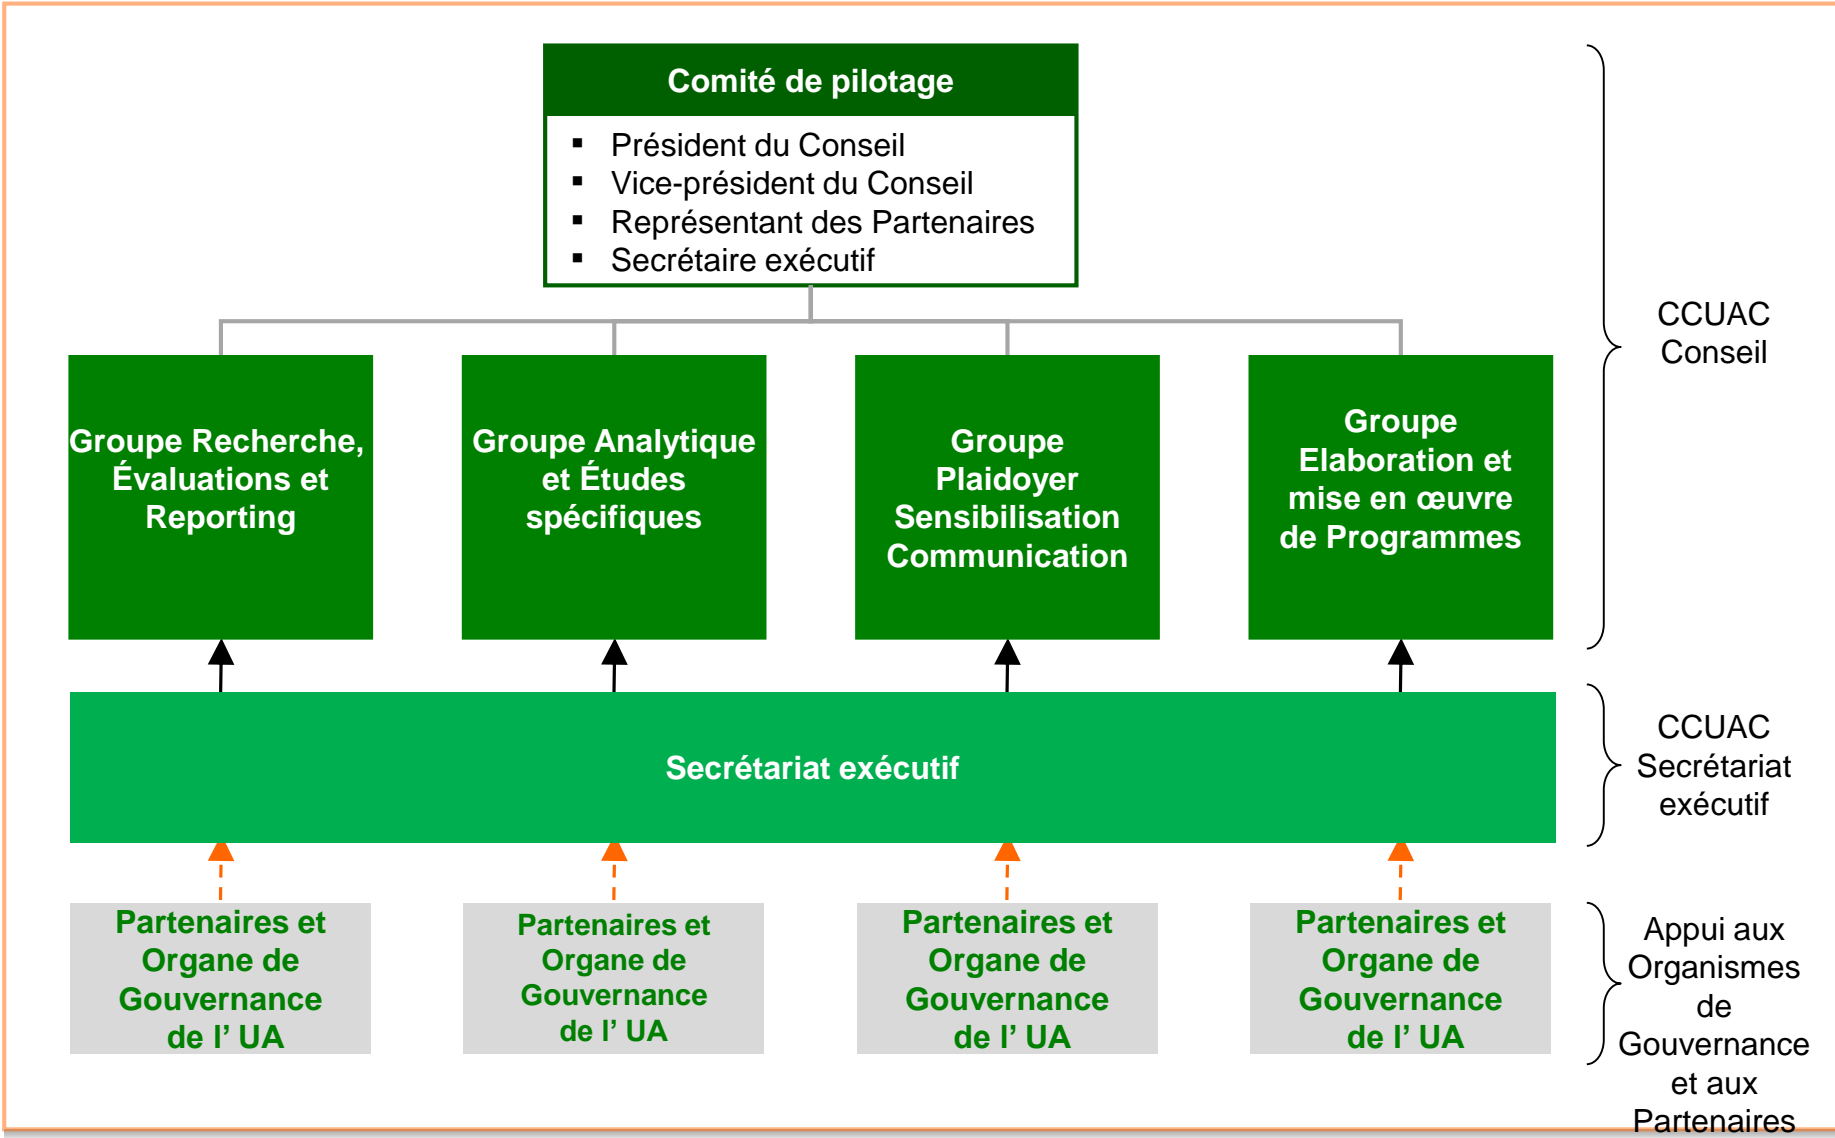 Comité de pilotage
▪ Président du Conseil
▪ Vice-président du Conseil
▪ Représentant des Partenaires
▪ Secrétaire exécutif
CCUAC
Conseil
Groupe Recherche,
Évaluations et
Reporting
Groupe Analytique
et Études
spécifiques
Groupe
Plaidoyer
Sensibilisation
Communication
Groupe
Elaboration et
mise en œuvre
de Programmes
Secrétariat exécutif
CCUAC
Secrétariat
exécutif
Partenaires et
Organe de
Gouvernance
de l’ UA
Partenaires et
Organe de
Gouvernance
de l’ UA
Partenaires et
Organe de
Gouvernance
de l’ UA
Partenaires et
Organe de
Gouvernance
de l’ UA
Appui aux
Organismes
de
Gouvernance
et aux
Partenaires